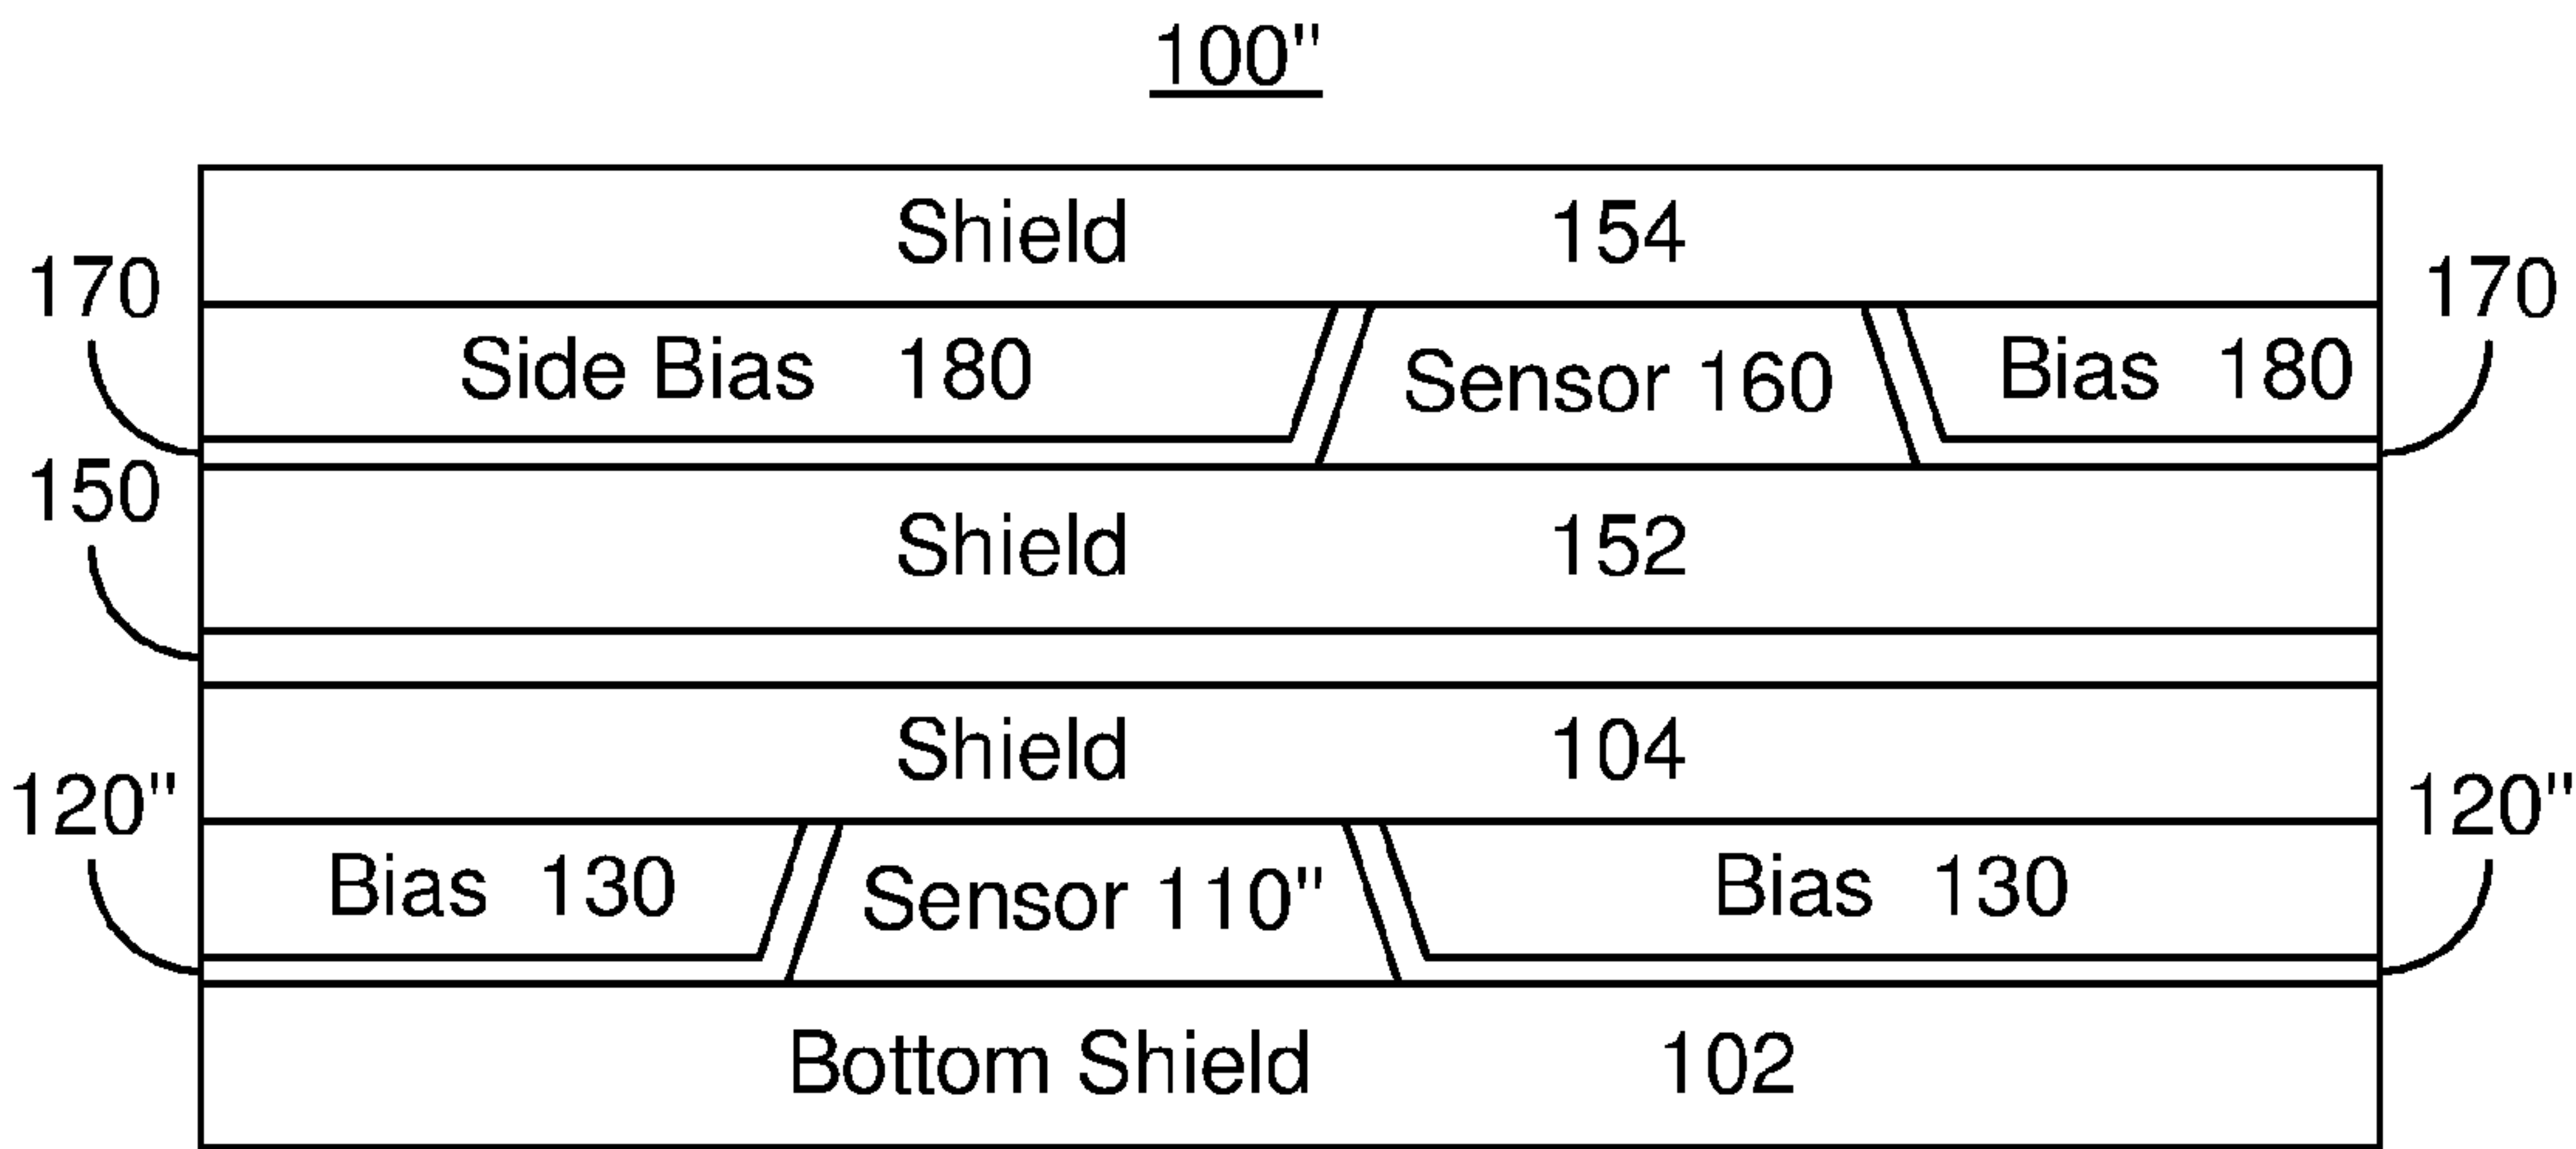 100"
Shield 154
170 170
Side Bias 180 Sensor 160 Bias 180
150
Shield 152
Shield 104
120" 120"
Bias 130 Sensor 110" Bias 130
Bottom Shield 102